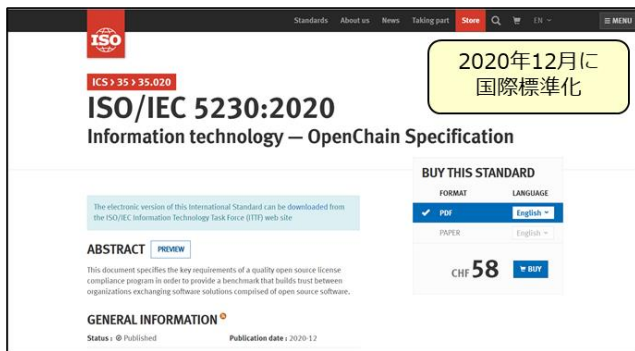 Standards About us News Taking part Store EN MENU
ISO
2020年12月に
国際標準化
ICS > 35 > 35.020
ISO/IEC 5230:2020
Information technology — OpenChain Specification
BUY THIS STANDARD
FORMAT LANGUAGE
PDF English
PAPER English
CHF 58 BUY
The electronic version of this International Standard can be downloaded from
the ISO/IEC Information Technology Task Force (ITTF) web site
ABSTRACT PREVIEW
This document specifies the key requirements of a quality open source license
compliance program in order to provide a benchmark that builds trust between
organizations exchanging software solutions comprised of open source software.
GENERAL INFORMATION
Status : Published Publication date : 2020-12